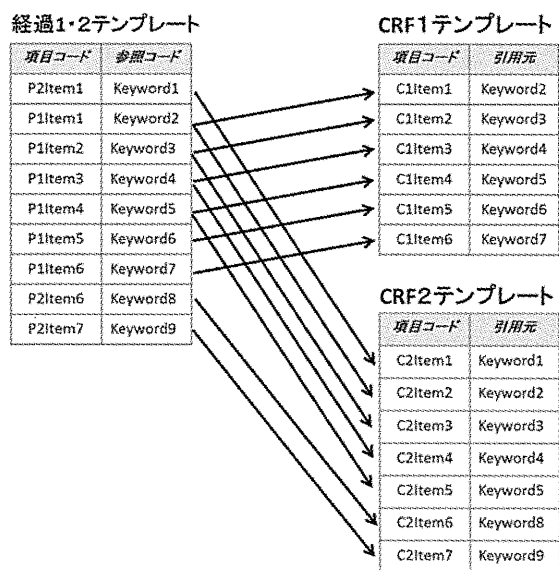 経過1・2テンプレート
項目コード 参照コード
P2Item1 Keyword1
P1Item1 Keyword2
P1Item2 Keyword3
P1Item3 Keyword4
P1Item4 Keyword5
P1Item5 Keyword6
P1Item6 Keyword7
P2Item6 Keyword8
P2Item7 Keyword9
CRF1テンプレート
項目コード 引用元
C1Item1 Keyword2
C1Item2 Keyword3
C1Item3 Keyword4
C1Item4 Keyword5
C1Item5 Keyword6
C1Item6 Keyword7
CRF2テンプレート
項目コード 引用元
C2Item1 Keyword1
C2Item2 Keyword2
C2Item3 Keyword3
C2Item4 Keyword4
C2Item5 Keyword5
C2Item6 Keyword8
C2Item7 Keyword9